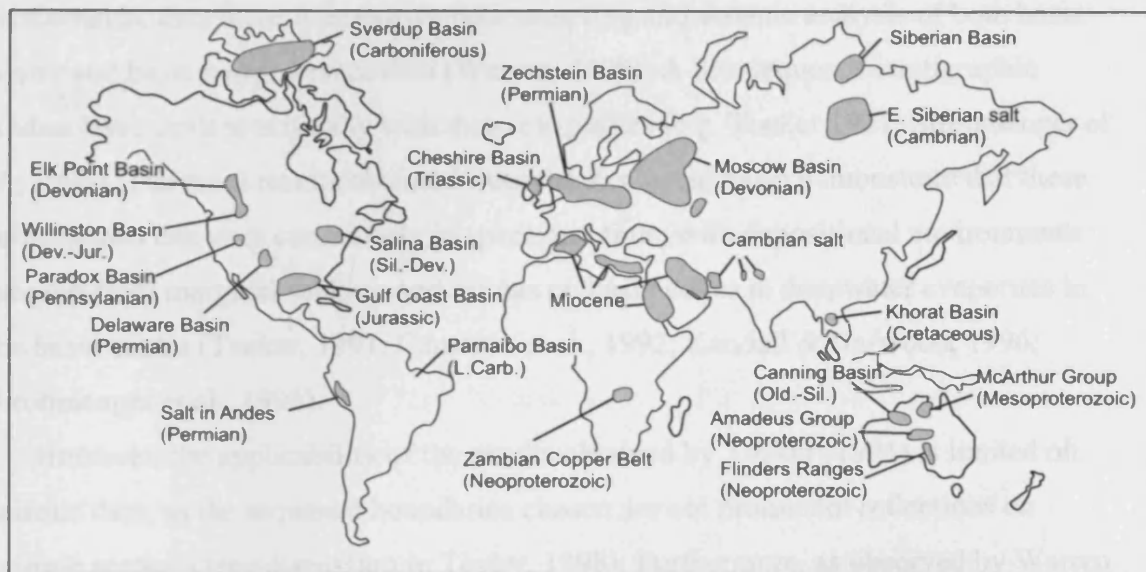 Sverdup Basin
(Carboniferous)
Siberian Basin
Zechstein Basin
(Permian)
E. Siberian salt
(Cambrian)
Elk Point Basin
(Devonian)
Cheshire Basin
(Triassic)
Moscow Basin
(Devonian)
Willinston Basin
(Dev.-Jur.)
Salina Basin
(Sil.-Dev.)
Cambrian salt
Paradox Basin
(Pennsylanian)
Gulf Coast Basin
(Jurassic)
Miocene
Khorat Basin
(Cretaceous)
Delaware Basin
(Permian)
Parnaíbo Basin
(L.Carb.)
Canning Basin
(Old.-Sil.)
McArthur Group
(Mesoproterozoic)
Salt in Andes
(Permian)
Amadeus Group
(Neoproterozoic)
Zambian Copper Belt
(Neoproterozoic)
Flinders Ranges
(Neoproterozoic)